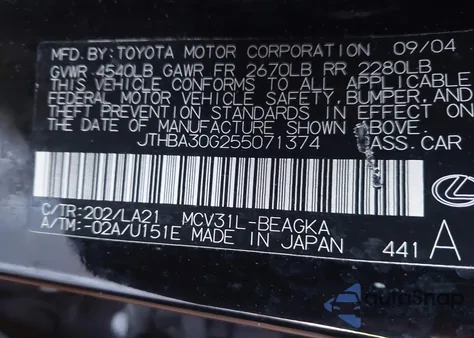 MFD. BY: TOYOTA MOTOR CORPORATION 09/04
GVWR 4540LB GAWR FR 2670LB RR 2280LB
THIS VEHICLE CONFORMS TO ALL APPLICABLE
FEDERAL MOTOR VEHICLE SAFETY, BUMPER, AND
THEFT PREVENTION STANDARDS IN EFFECT ON
THE DATE OF MANUFACTURE SHOWN ABOVE.
JTHBA30G255071374 PASS. CAR
C/TR: 202/LA21 MCV31L-BEAGKA
A/TM: -02A/U151E MADE IN JAPAN 441 A
autosnap